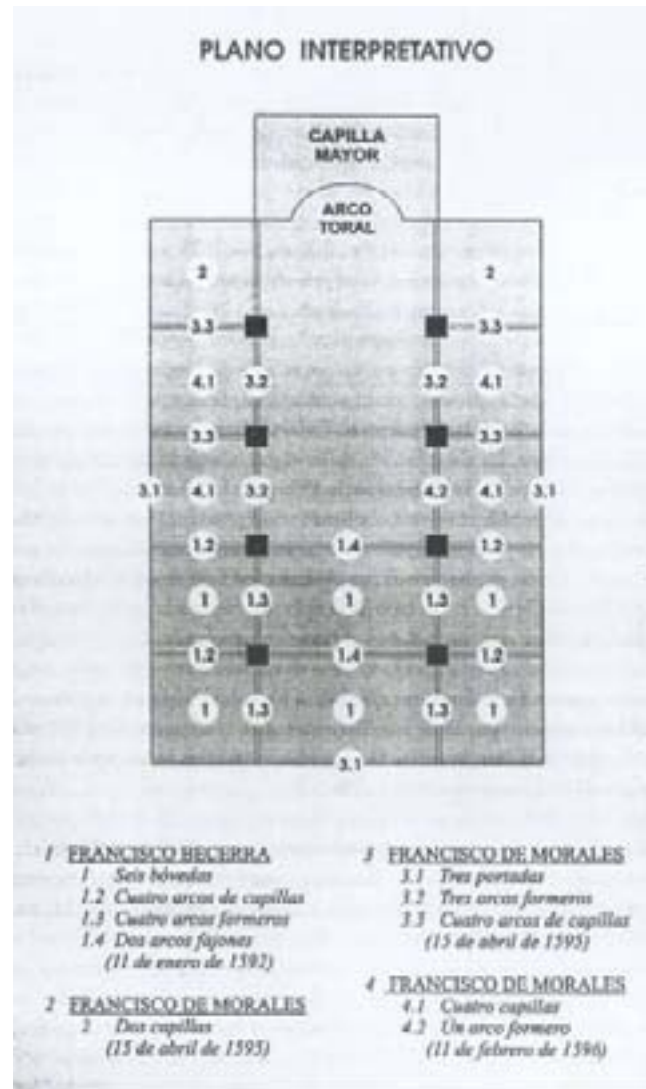 PLANO INTERPRETATIVO
CAPILLA
MAYOR
ARCO
TORAL
2 2
3.3 3.3
4.1 3.2 3.2 4.1
3.3 3.3
3.1 4.1 3.2 4.2 4.1 3.1
1.2 1.4 1.2
1 1.3 1 1.3 1
1.2 1.4 1.2
1 1.3 1 1.3 1
3.1
1 FRANCISCO BECERRA
1 Seis bóvedas
1.2 Cuatro arcos de capillas
1.3 Cuatro arcos formeros
1.4 Dos arcos fajones
(11 de enero de 1592)
2 FRANCISCO DE MORALES
2 Dos capillas
(15 de abril de 1595)
3 FRANCISCO DE MORALES
3.1 Tres portadas
3.2 Tres arcos formeros
3.3 Cuatro arcos de capillas
(15 de abril de 1595)
4 FRANCISCO DE MORALES
4.1 Cuatro capillas
4.2 Un arco formero
(11 de febrero de 1596)